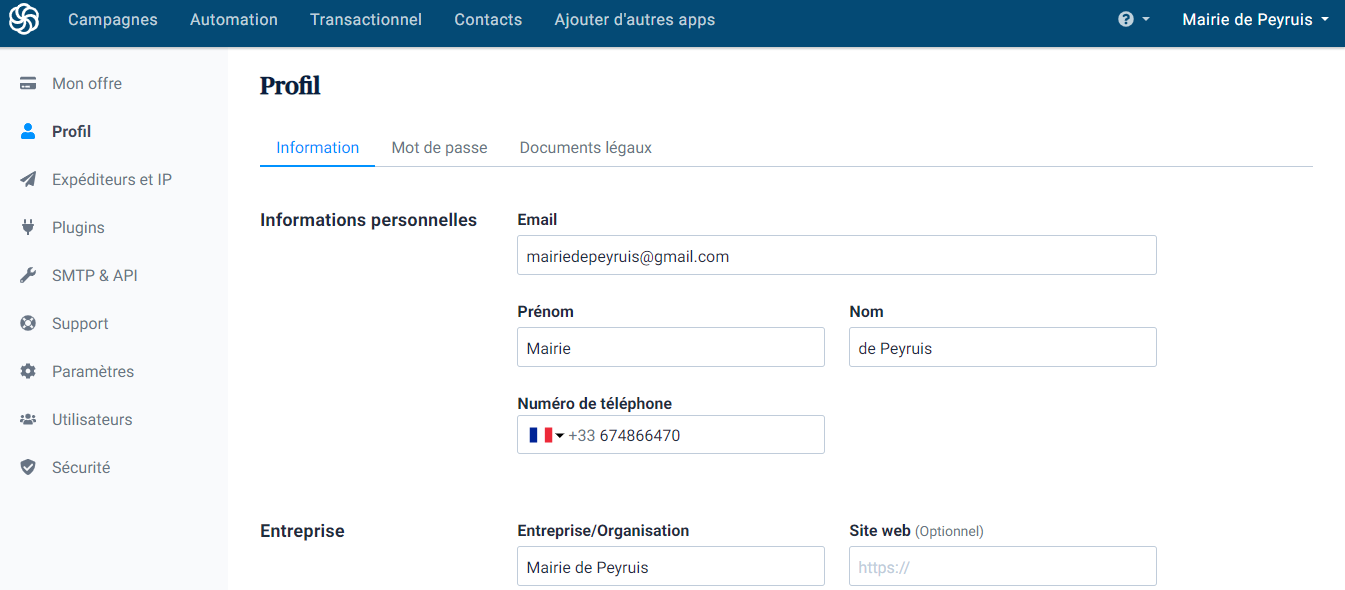 Campagnes Automation Transactionnel Contacts Ajouter d'autres apps ? Mairie de Peyruis
Mon offre
Profil
Expéditeurs et IP
Plugins
SMTP & API
Support
Paramètres
Utilisateurs
Sécurité
Profil
Information Mot de passe Documents légaux
Informations personnelles
Email
mairiedepeyruis@gmail.com
Prénom Nom
Mairie de Peyruis
Numéro de téléphone
+33 674866470
Entreprise
Entreprise/Organisation Site web (Optionnel)
Mairie de Peyruis https://